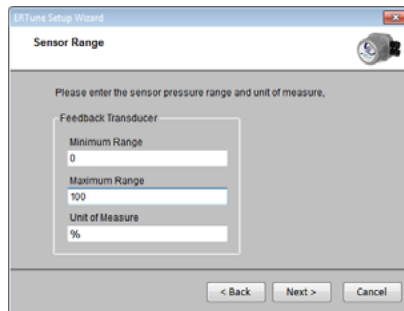 ERTune Setup Wizard
Sensor Range
Please enter the sensor pressure range and unit of measure.
Feedback Transducer
Minimum Range
0
Maximum Range
100
Unit of Measure
%
< Back
Next >
Cancel